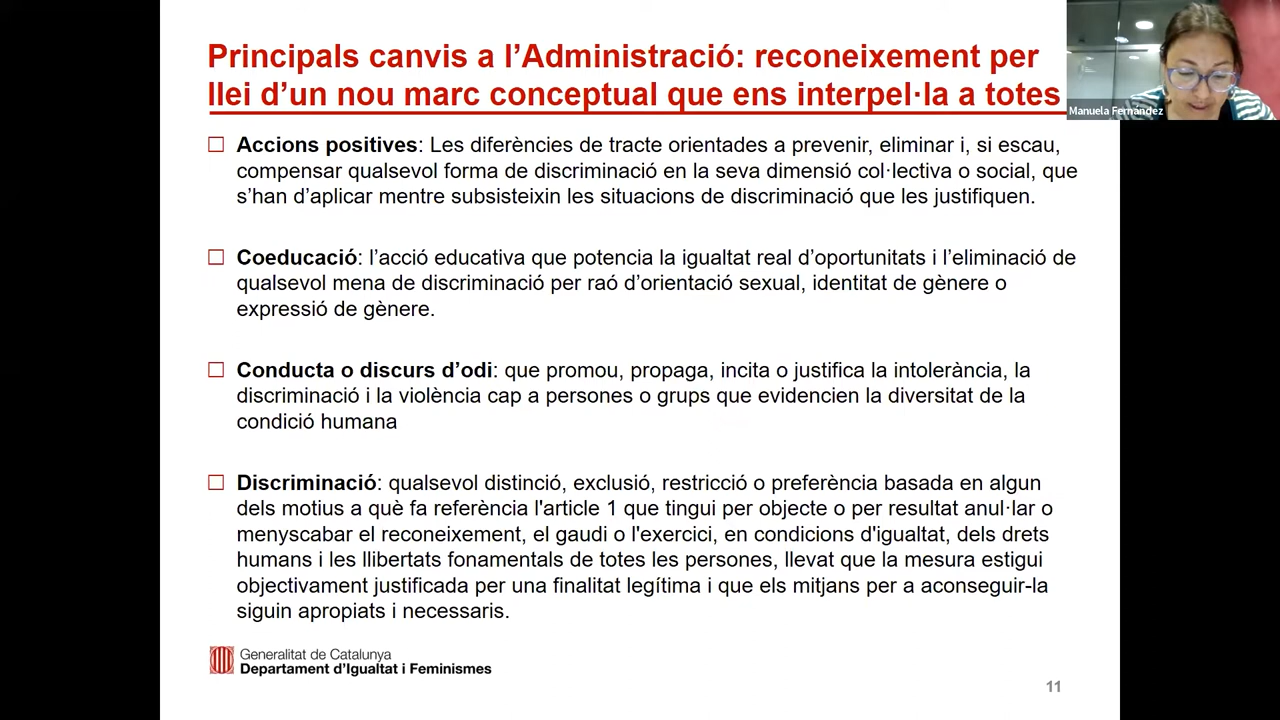 Principals canvis a l’Administració: reconeixement per
llei d’un nou marc conceptual que ens interpel·la a totes
Manuela Fernández
Accions positives: Les diferències de tracte orientades a prevenir, eliminar i, si escau,
compensar qualsevol forma de discriminació en la seva dimensió col·lectiva o social, que
s’han d’aplicar mentre subsisteixin les situacions de discriminació que les justifiquen.
Coeducació: l’acció educativa que potencia la igualtat real d’oportunitats i l’eliminació de
qualsevol mena de discriminació per raó d’orientació sexual, identitat de gènere o
expressió de gènere.
Conducta o discurs d’odi: que promou, propaga, incita o justifica la intolerància, la
discriminació i la violència cap a persones o grups que evidencien la diversitat de la
condició humana
Discriminació: qualsevol distinció, exclusió, restricció o preferència basada en algun
dels motius a què fa referència l'article 1 que tingui per objecte o per resultat anul·lar o
menyscabar el reconeixement, el gaudi o l'exercici, en condicions d'igualtat, dels drets
humans i les llibertats fonamentals de totes les persones, llevat que la mesura estigui
objectivament justificada per una finalitat legítima i que els mitjans per a aconseguir-la
siguin apropiats i necessaris.
Generalitat de Catalunya
Departament d’Igualtat i Feminismes
11